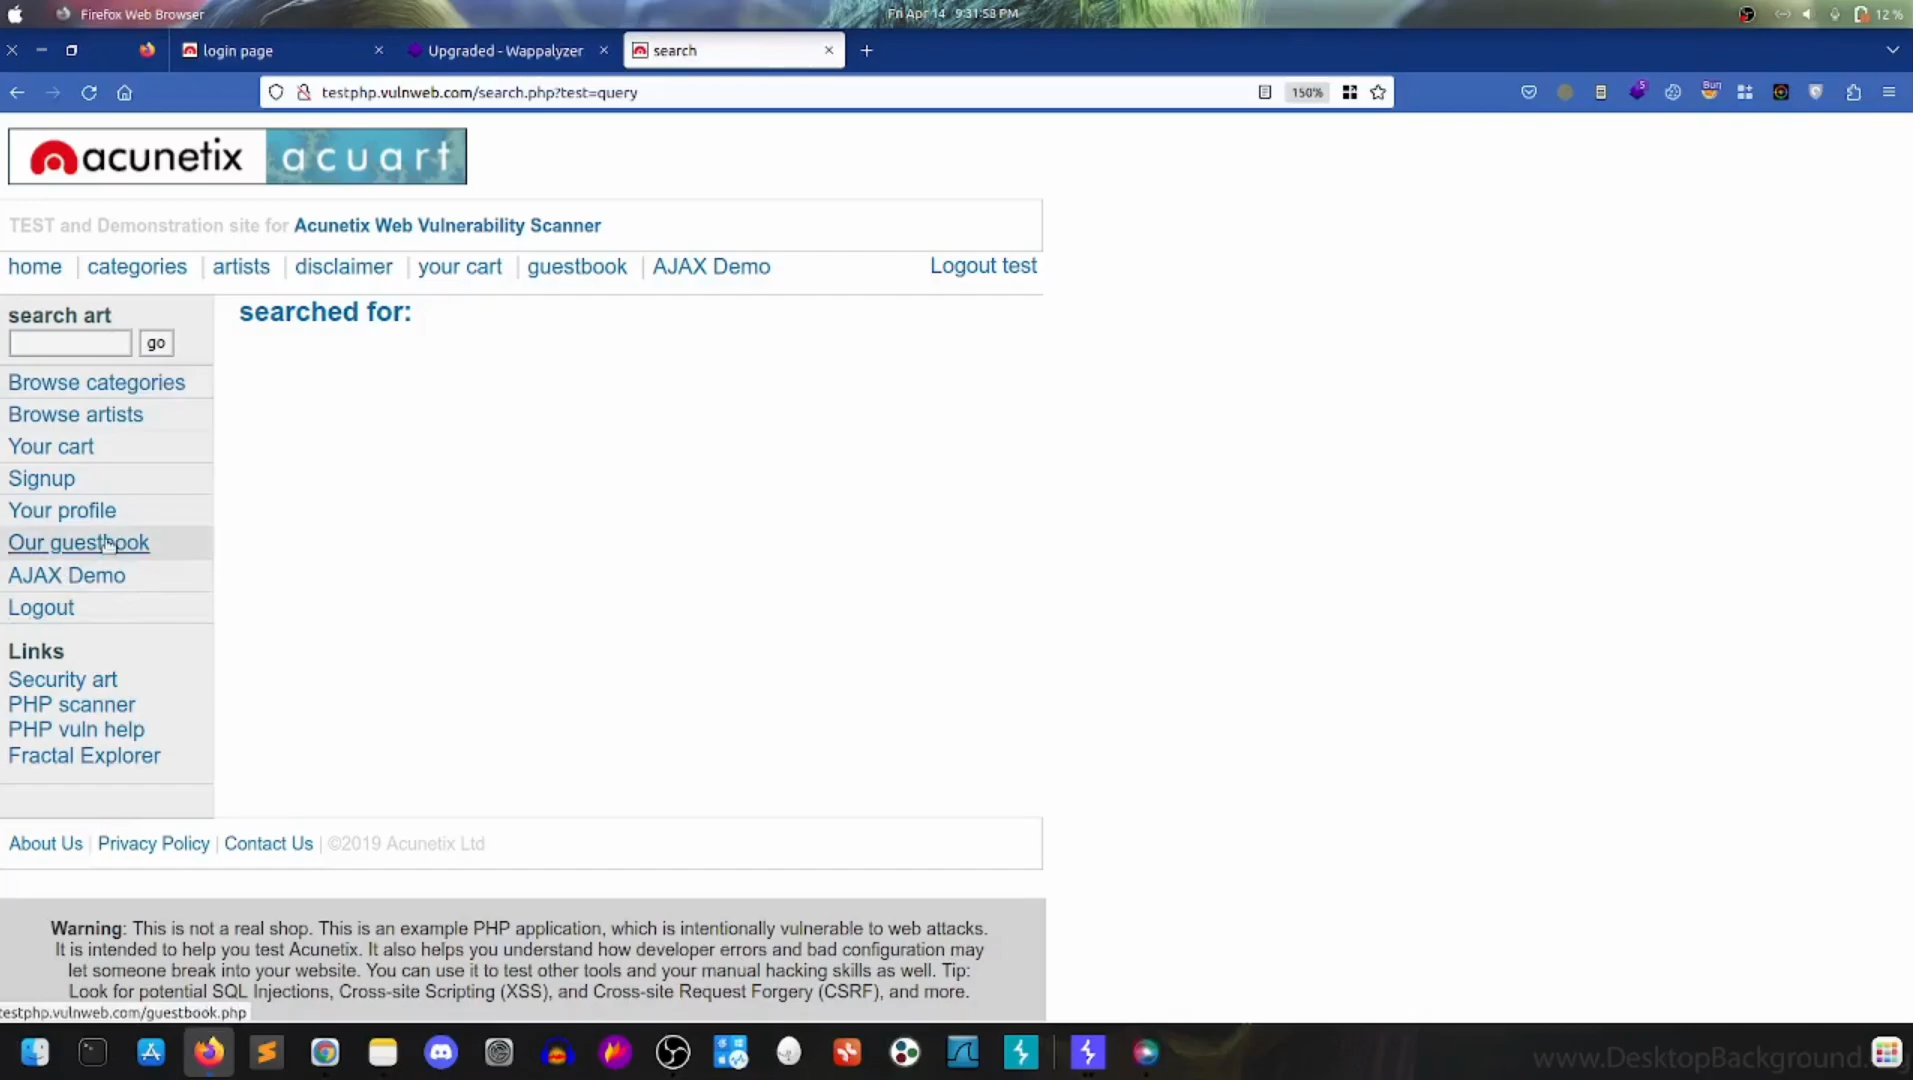 Firefox Web Browser
Fri Apr 14 9:31:58 PM
12 %
login page
Upgraded - Wappalyzer
search
testphp.vulnweb.com/search.php?test=query
150%
5
Bun
acunetix acuart
TEST and Demonstration site for Acunetix Web Vulnerability Scanner
home | categories | artists | disclaimer | your cart | guestbook | AJAX Demo
Logout test
search art
go
searched for:
Browse categories
Browse artists
Your cart
Signup
Your profile
Our guestbook
AJAX Demo
Logout
Links
Security art
PHP scanner
PHP vuln help
Fractal Explorer
About Us | Privacy Policy | Contact Us | ©2019 Acunetix Ltd
Warning: This is not a real shop. This is an example PHP application, which is intentionally vulnerable to web attacks.
It is intended to help you test Acunetix. It also helps you understand how developer errors and bad configuration may
let someone break into your website. You can use it to test other tools and your manual hacking skills as well. Tip:
Look for potential SQL Injections, Cross-site Scripting (XSS), and Cross-site Request Forgery (CSRF), and more.
testphp.vulnweb.com/guestbook.php
www.DesktopBackground.